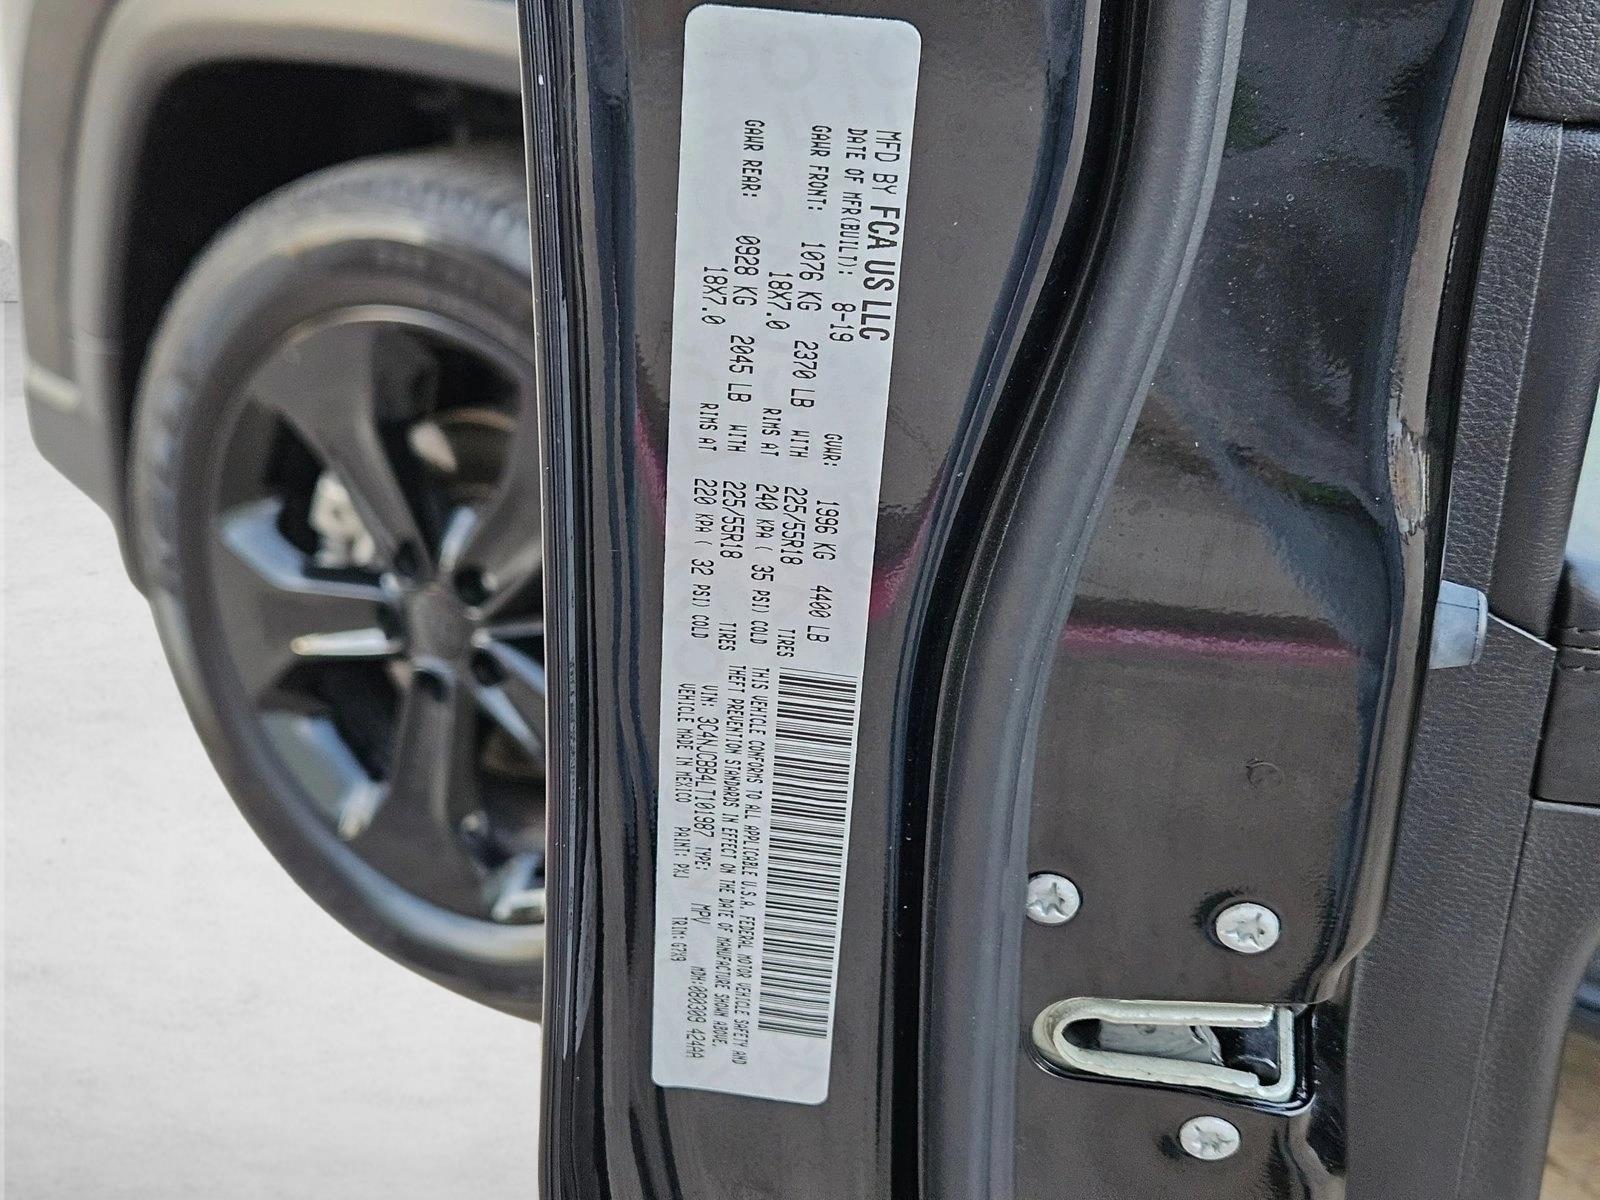 MFD BY FCA US LLC
DATE OF MFR(BUILT): 8-19 GVWR: 1996 KG 4400 LB
GAWR FRONT: 1076 KG 2370 LB WITH 225/55R18 TIRES
18X7.0 RIMS AT 240 KPA ( 35 PSI) COLD
GAWR REAR: 0928 KG 2045 LB WITH 225/55R18 TIRES
18X7.0 RIMS AT 220 KPA ( 32 PSI) COLD
THIS VEHICLE CONFORMS TO ALL APPLICABLE U.S.A. FEDERAL MOTOR VEHICLE SAFETY AND
THEFT PREVENTION STANDARDS IN EFFECT ON THE DATE OF MANUFACTURE SHOWN ABOVE.
VIN: 3C4NJCBB4LT101987 TYPE: MPV MDH:080309 424AA
VEHICLE MADE IN MEXICO PAINT: PXJ TRIM: G7X9